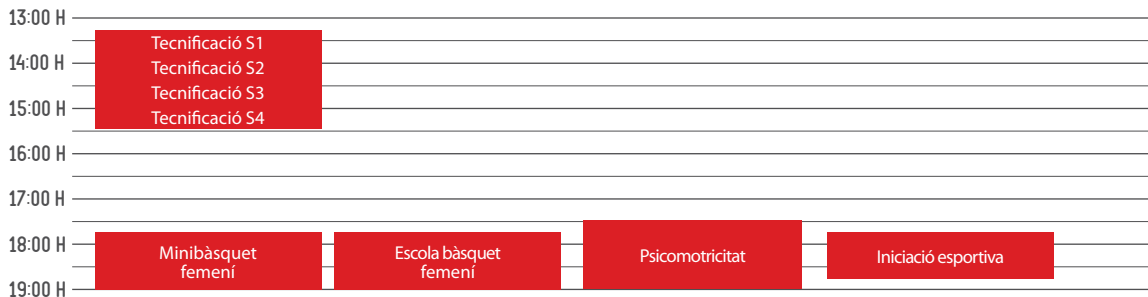 13:00 H
Tecnificació S1
14:00 H
Tecnificació S2
Tecnificació S3
15:00 H
Tecnificació S4
16:00 H
17:00 H
18:00 H
Minibàsquet
femení
Escola bàsquet
femení
Psicomotricitat
Iniciació esportiva
19:00 H